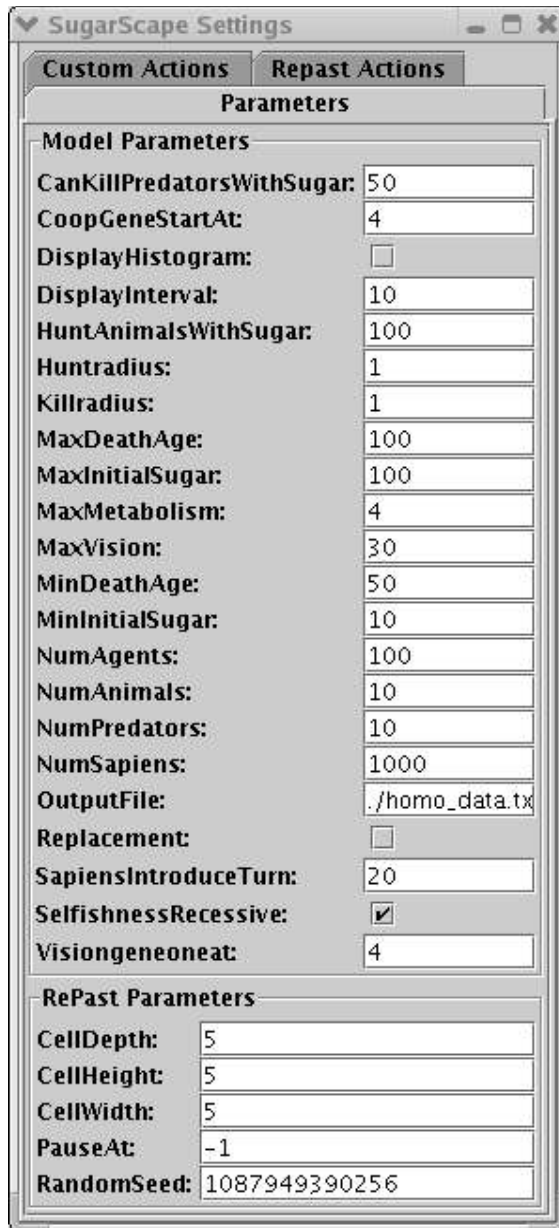 SugarScape Settings
Custom Actions Repast Actions
Parameters
Model Parameters
CanKillPredatorsWithSugar: 50
CoopGeneStartAt: 4
DisplayHistogram:
DisplayInterval: 10
HuntAnimalsWithSugar: 100
Huntradius: 1
Killradius: 1
MaxDeathAge: 100
MaxInitialSugar: 100
MaxMetabolism: 4
MaxVision: 30
MinDeathAge: 50
MinInitialSugar: 10
NumAgents: 100
NumAnimals: 10
NumPredators: 10
NumSapiens: 1000
OutputFile: ./homo_data.tx
Replacement:
SapiensIntroduceTurn: 20
SelfishnessRecessive:
Visiongeneoneat: 4
RePast Parameters
CellDepth: 5
CellHeight: 5
CellWidth: 5
PauseAt: -1
RandomSeed: 1087949390256